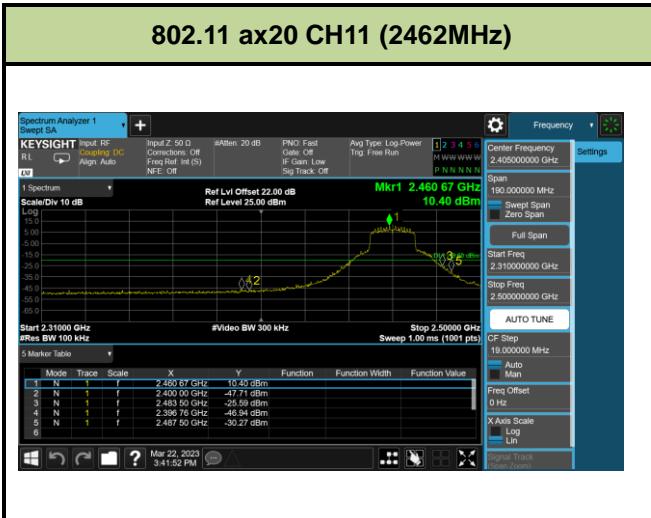 802.11 ax20 CH11 (2462MHz)
Spectrum Analyzer 1
Swept SA
Frequency
KEYSIGHT
RL
Input: RF
Coupling: DC
Align: Auto
Input Z: 50 Ω
Corrections: Off
Freq Ref: Int (S)
NFE: Off
#Atten: 20 dB
PNO: Fast
Gate: Off
IF Gain: Low
Sig Track: Off
Avg Type: Log-Power
Trig: Free Run
1 2 3 4 5 6
M W W W W W
P N N N N N
1 Spectrum
Scale/Div 10 dB
Log
Ref Lvl Offset 22.00 dB
Ref Level 25.00 dBm
Mkr1 2.460 67 GHz
10.40 dBm
15.0
5.00
-5.00
-15.0
-25.0
-35.0
-45.0
-55.0
-65.0
1
2
3
4
5
Start 2.31000 GHz
#Res BW 100 kHz
#Video BW 300 kHz
Stop 2.50000 GHz
Sweep 1.00 ms (1001 pts)
5 Marker Table
Mode Trace Scale X Y Function Function Width Function Value
1 N 1 f 2.460 67 GHz 10.40 dBm
2 N 1 f 2.400 00 GHz -47.71 dBm
3 N 1 f 2.483 50 GHz -25.59 dBm
4 N 1 f 2.396 76 GHz -46.94 dBm
5 N 1 f 2.487 50 GHz -30.27 dBm
6
Mar 22, 2023
3:41:52 PM
Settings
Center Frequency
2.405000000 GHz
Span
190.000000 MHz
Swept Span
Zero Span
Full Span
Start Freq
2.310000000 GHz
Stop Freq
2.500000000 GHz
AUTO TUNE
CF Step
19.000000 MHz
Auto
Man
Freq Offset
0 Hz
X Axis Scale
Log
Lin
Signal Track
(Span Zoom)